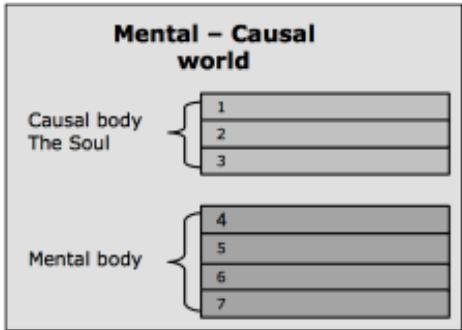 Mental – Causal
world
Causal body
The Soul
1
2
3
Mental body
4
5
6
7